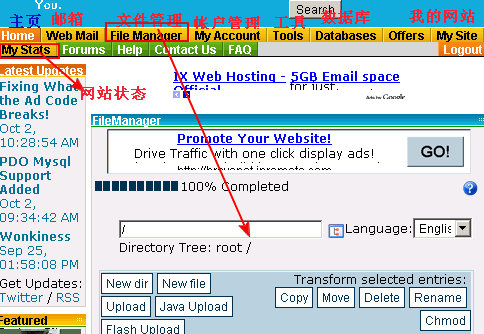 You.
Search
主页 邮箱 文件管理 帐户管理 工具 数据库 我的网站
Home Web Mail File Manager My Account Tools Databases Offers My Site
My Stats Forums Help Contact Us FAQ Logout
网站状态
Latest Updates
Fixing What
the Ad Code
Breaks!
Oct 2,
10:28:54 AM
PDO Mysql
Support
Added
Oct 2,
09:34:42 AM
Wonkiness
Sep 25,
01:58:08 PM
Get Updates:
Twitter / RSS
Featured
IX Web Hosting -
Official
5GB Email space
for just
FileManager
Promote Your Website!
Drive Traffic with one click display ads!
GO!
100% Completed
/
Language: Englis
Directory Tree: root /
New dir New file
Upload Java Upload
Flash Upload
Transform selected entries:
Copy Move Delete Rename
Chmod